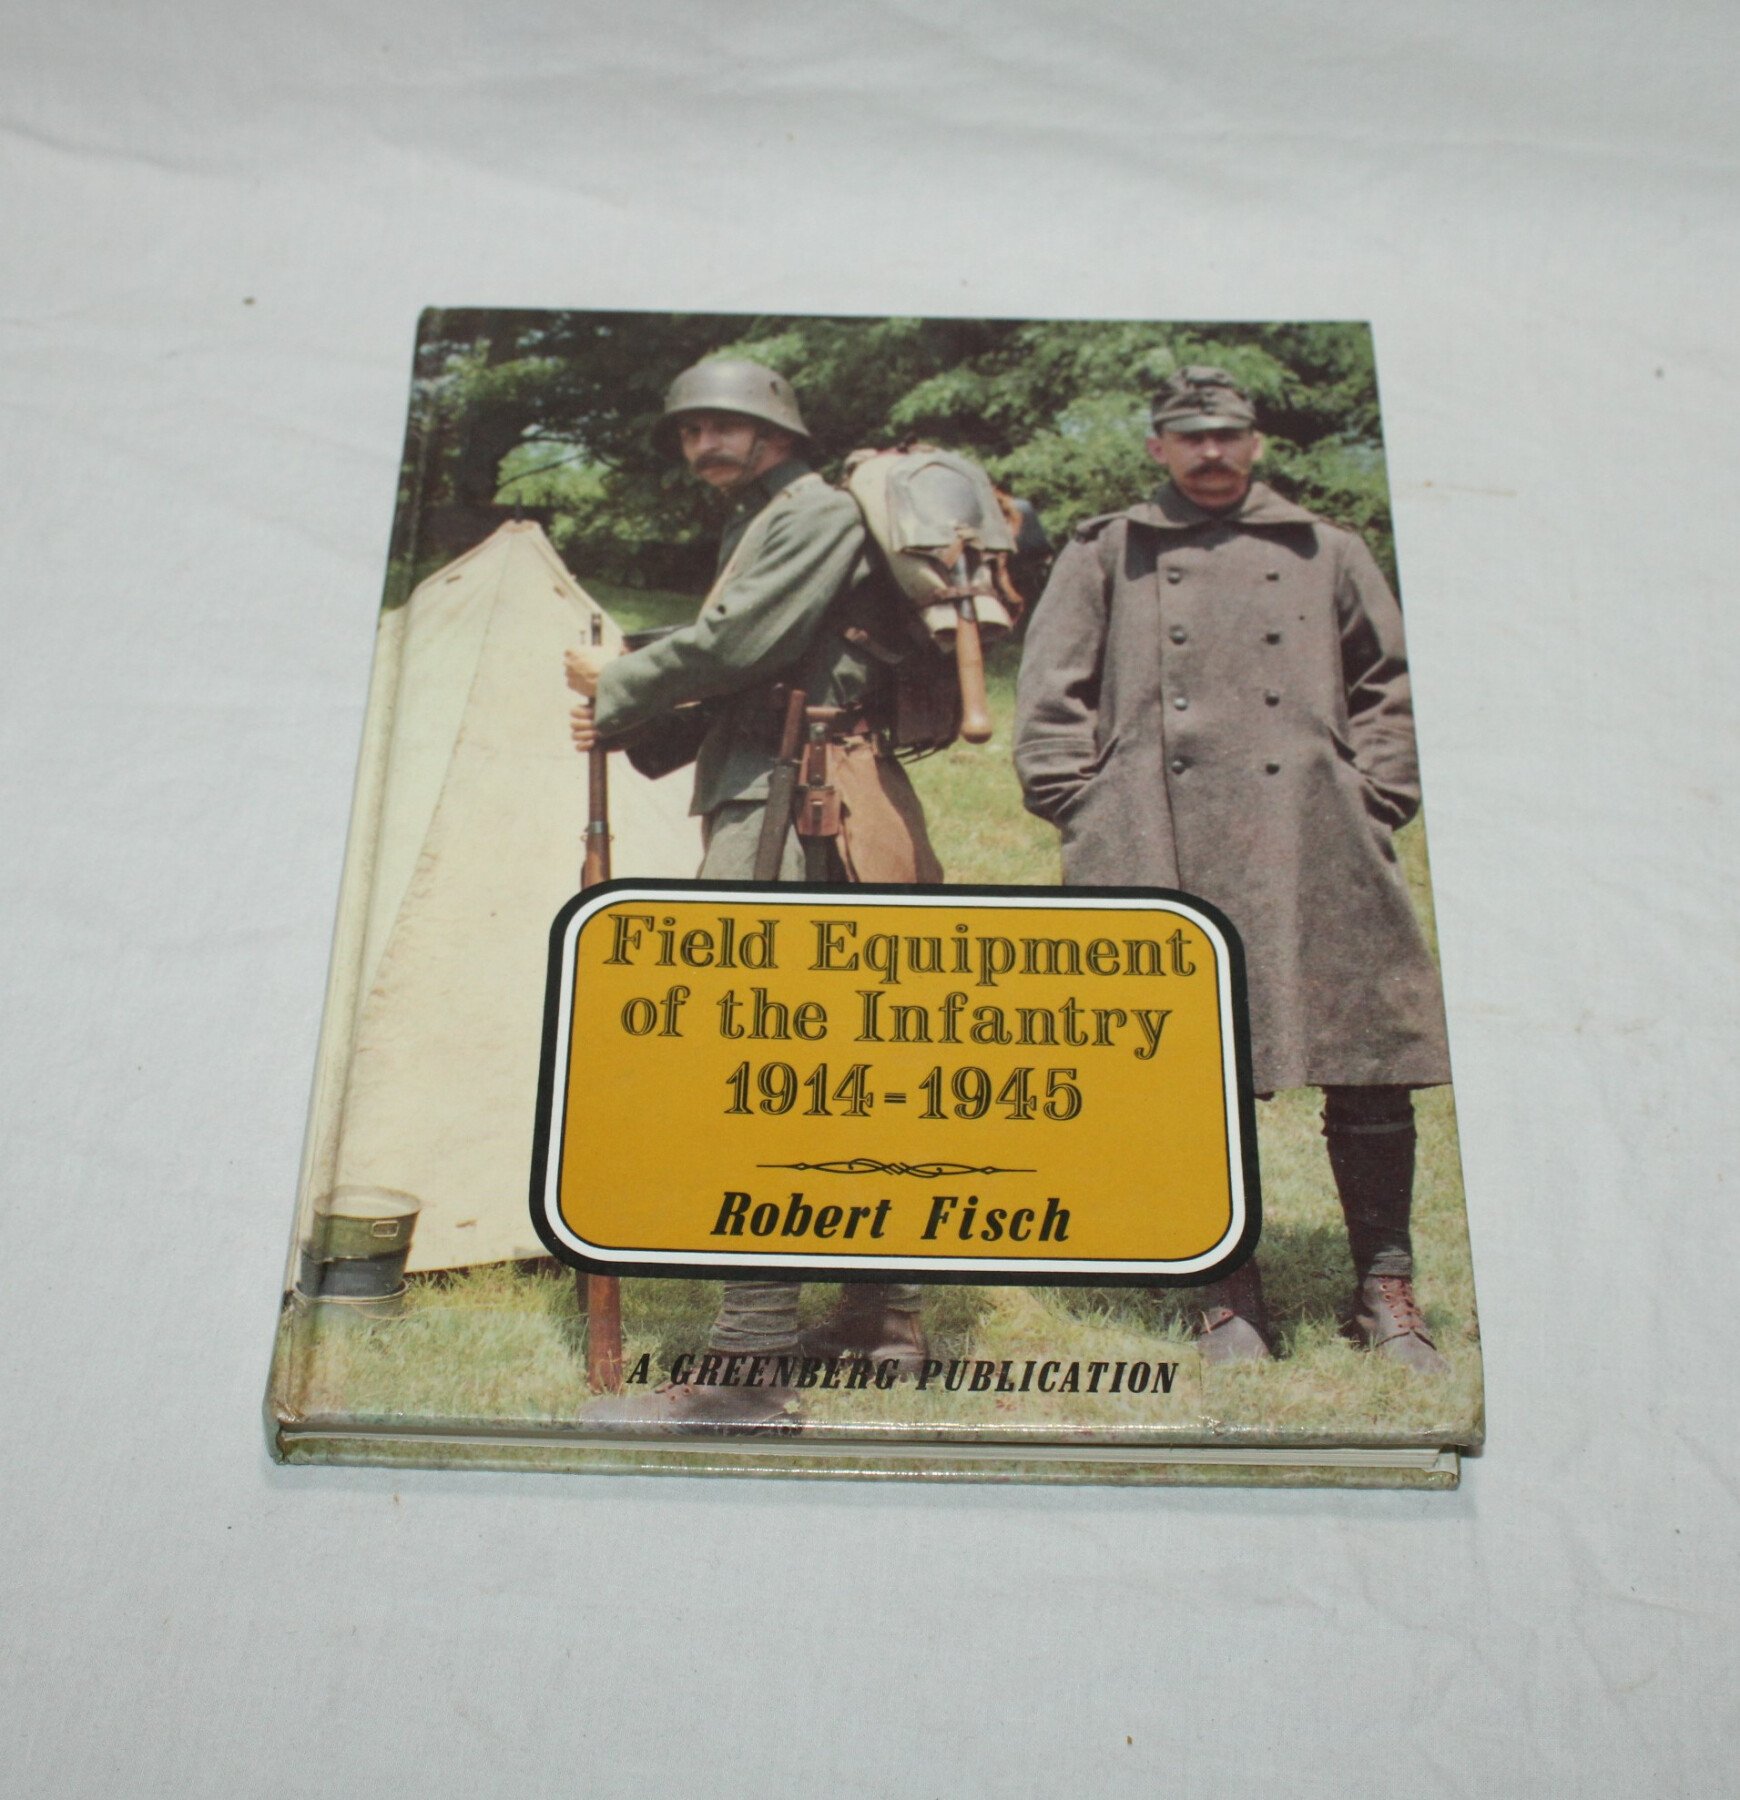 Field Equipment
of the Infantry
1914-1945
Robert Fisch
A GREENBERG PUBLICATION